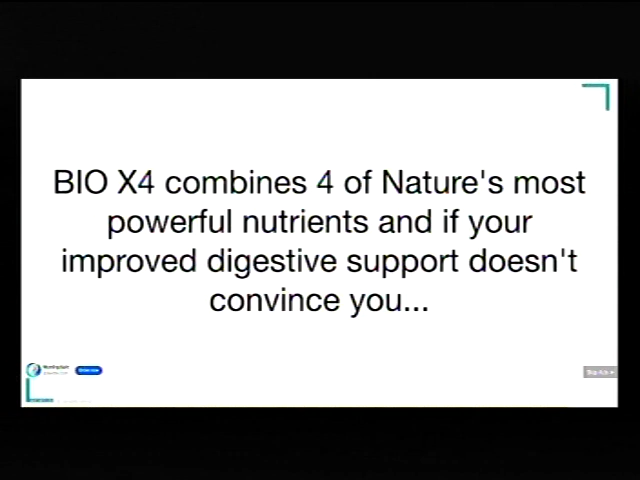 BIO X4 combines 4 of Nature's most
powerful nutrients and if your
improved digestive support doesn't
convince you...